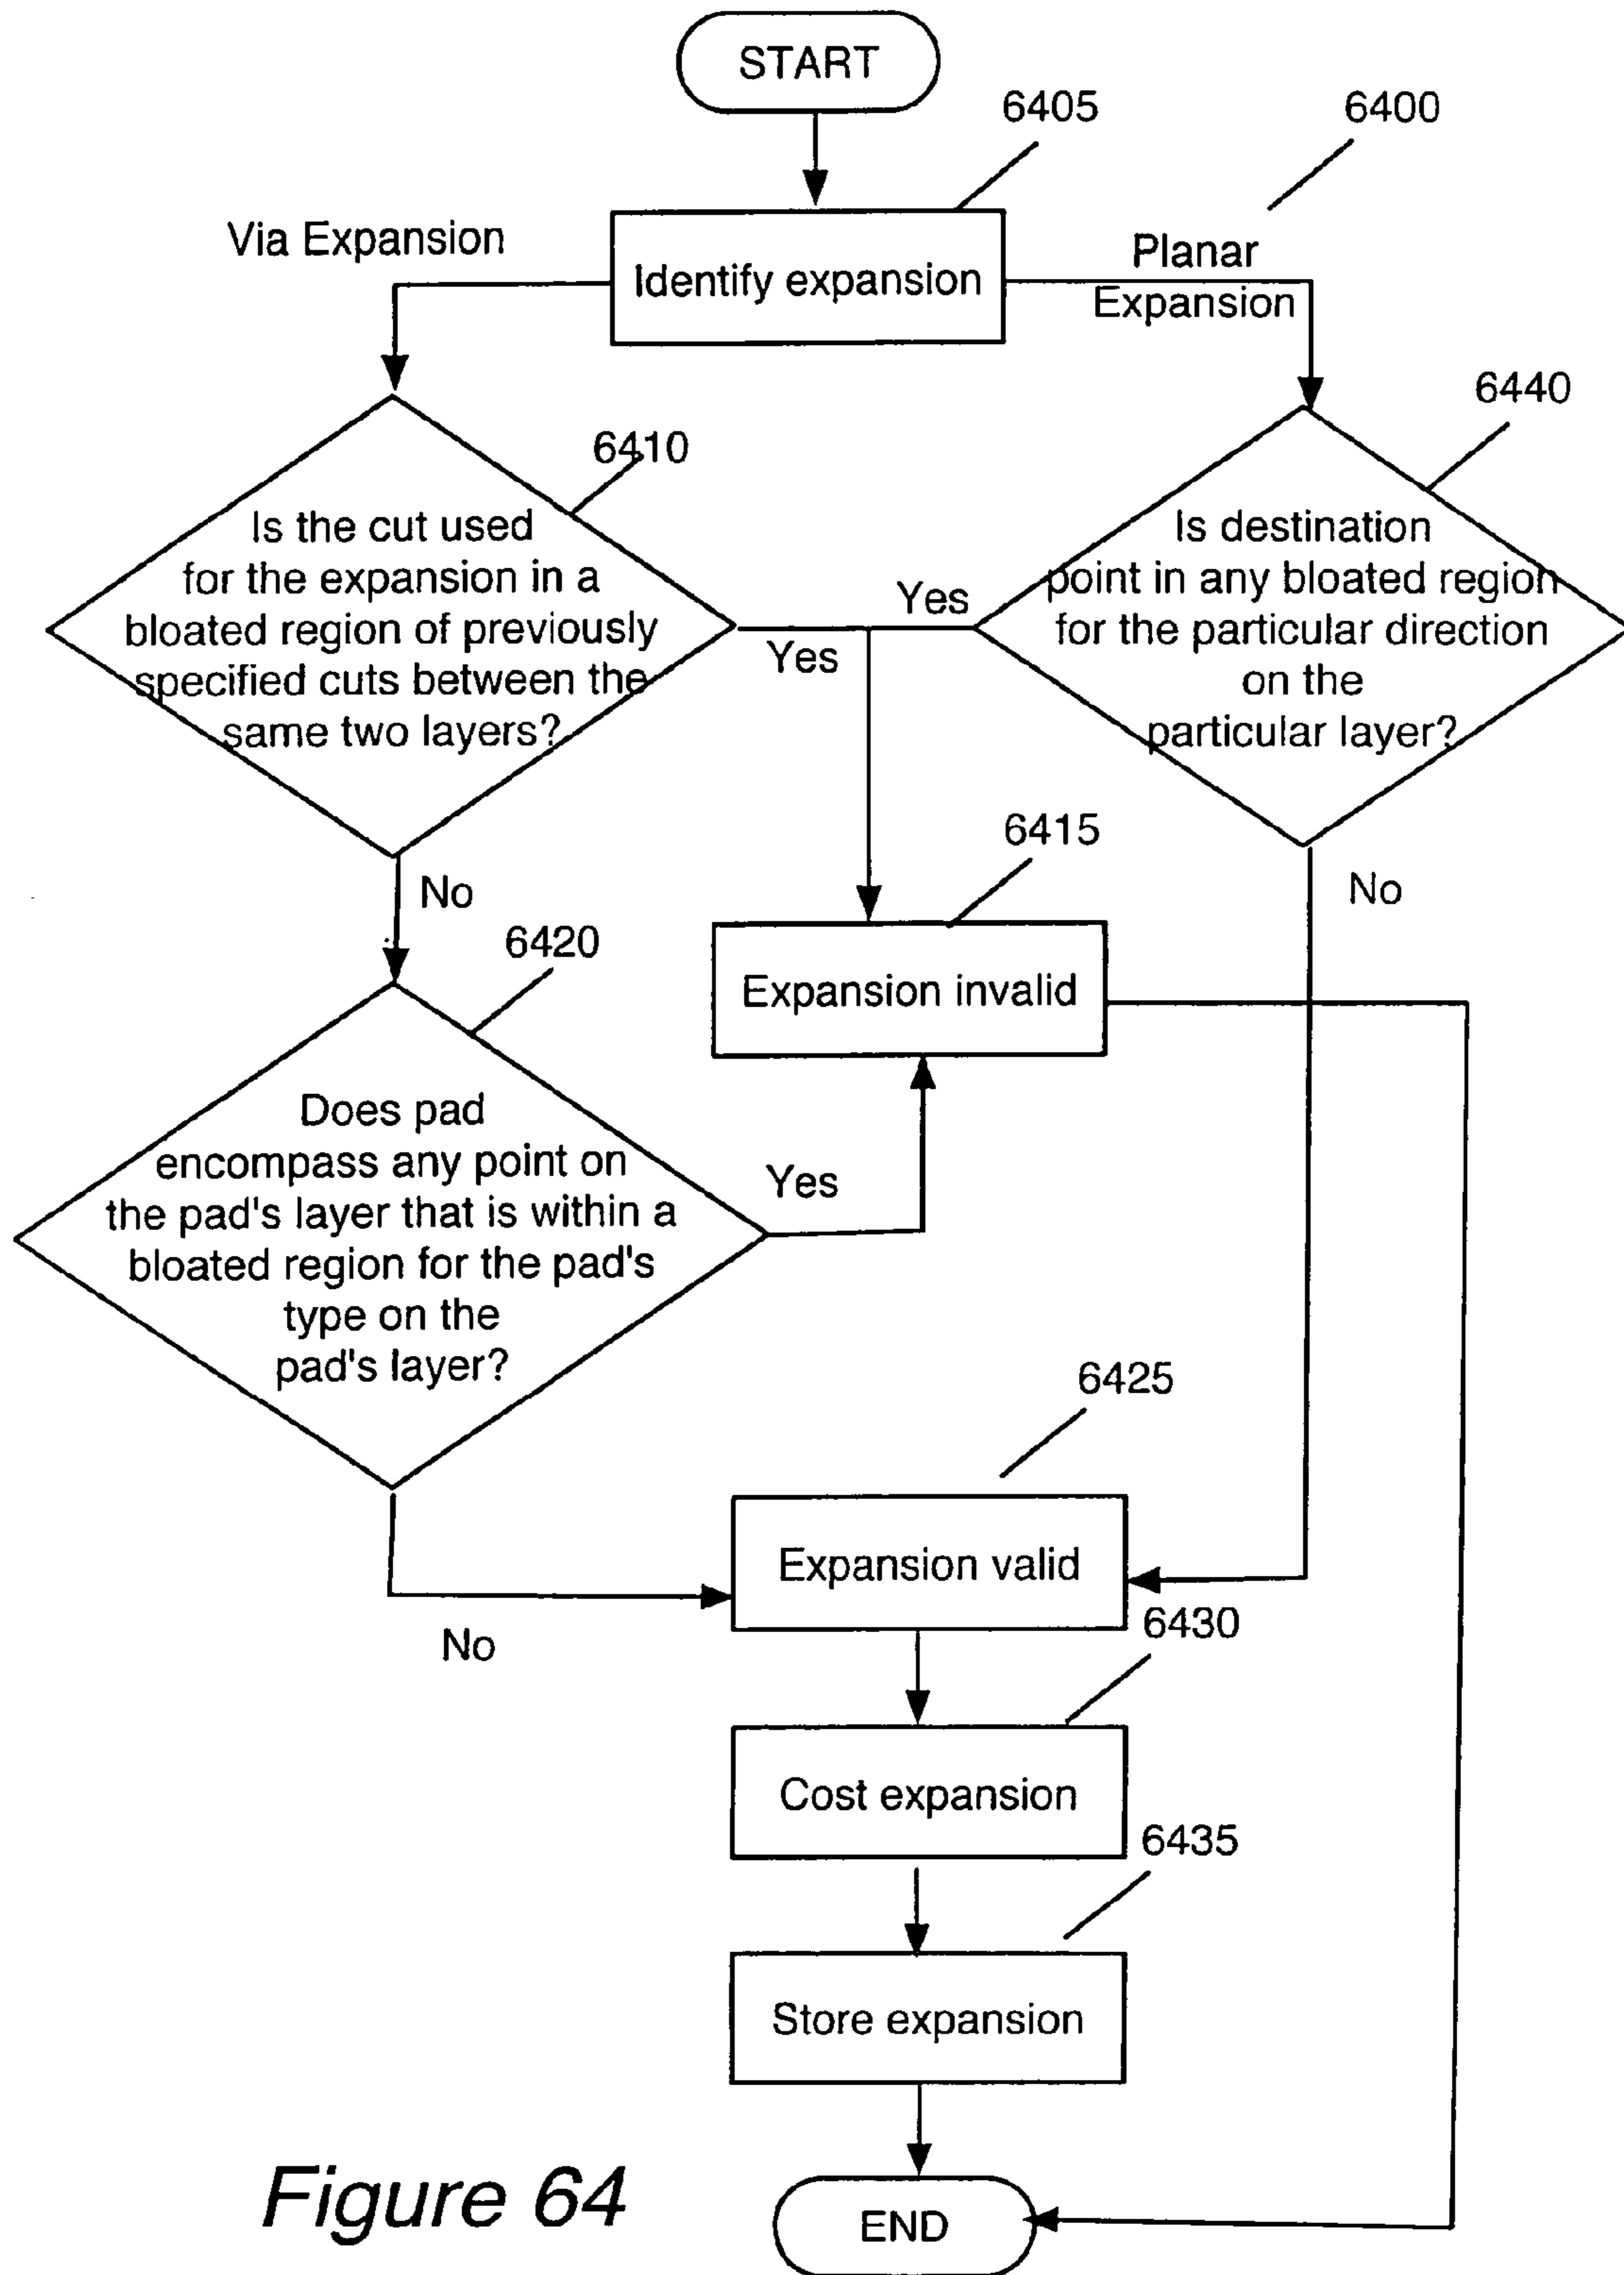 START
6405
6400
Via Expansion
Identify expansion
Planar
Expansion
6410
6440
Is the cut used
for the expansion in a
bloated region of previously
specified cuts between the
same two layers?
Yes
Yes
Is destination
point in any bloated region
for the particular direction
on the
particular layer?
No
6415
No
6420
Expansion invalid
Does pad
encompass any point on
the pad's layer that is within a
bloated region for the pad's
type on the
pad's layer?
Yes
6425
Expansion valid
No
6430
Cost expansion
6435
Store expansion
Figure 64
END